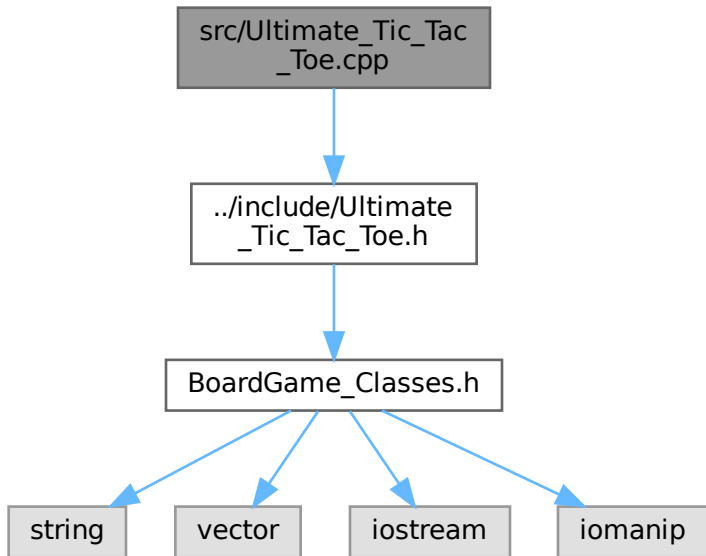 src/Ultimate_Tic_Tac
_Toe.cpp
../include/Ultimate
_Tic_Tac_Toe.h
BoardGame_Classes.h
string
vector
iostream
iomanip